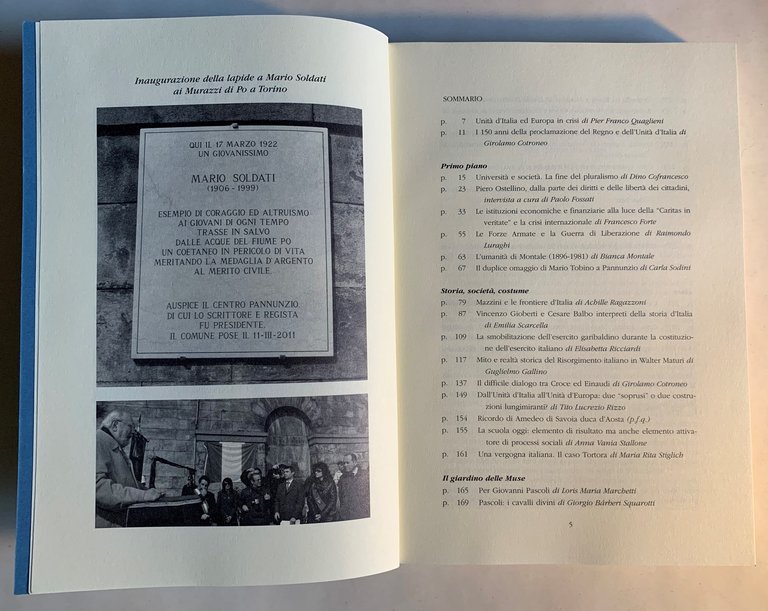 Inaugurazione della lapide a Mario Soldati
ai Murazzi di Po a Torino
QUI IL 17 MARZO 1922
UN GIOVANISSIMO
MARIO SOLDATI
(1906 - 1999)
ESEMPIO DI CORAGGIO ED ALTRUISMO
AI GIOVANI DI OGNI TEMPO
TRASSE IN SALVO
DALLE ACQUE DEL FIUME PO
UN COETANEO IN PERICOLO DI VITA
MERITANDO LA MEDAGLIA D'ARGENTO
AL MERITO CIVILE.
AUSPICE IL CENTRO PANNUNZIO,
DI CUI LO SCRITTORE E REGISTA
FU PRESIDENTE.
IL COMUNE POSE IL 11-III-2011
SOMMARIO
p. 7 Unità d'Italia ed Europa in crisi di Pier Franco Quaglieni
p. 11 I 150 anni della proclamazione del Regno e dell'Unità d'Italia di
Girolamo Cotroneo
Primo piano
p. 15 Università e società. La fine del pluralismo di Dino Cofrancesco
p. 23 Piero Ostellino, dalla parte dei diritti e delle libertà dei cittadini,
intervista a cura di Paolo Fossati
p. 33 Le istituzioni economiche e finanziarie alla luce della "Caritas in
veritate" e la crisi internazionale di Francesco Forte
p. 55 Le Forze Armate e la Guerra di Liberazione di Raimondo
Luraghi
p. 63 L'umanità di Montale (1896-1981) di Bianca Montale
p. 67 Il duplice omaggio di Mario Tobino a Pannunzio di Carla Sodini
Storia, società, costume
p. 79 Mazzini e le frontiere d'Italia di Achille Ragazzoni
p. 87 Vincenzo Gioberti e Cesare Balbo interpreti della storia d'Italia
di Emilia Scarcella
p. 109 La smobilitazione dell'esercito garibaldino durante la costituzio-
ne dell'esercito italiano di Elisabetta Ricciardi
p. 117 Mito e realtà storica del Risorgimento italiano in Walter Maturi di
Guglielmo Gallino
p. 137 Il difficile dialogo tra Croce ed Einaudi di Girolamo Cotroneo
p. 149 Dall'Unità d'Italia all'Unità d'Europa: due "soprusi" o due costru-
zioni lungimiranti? di Tito Lucrezio Rizzo
p. 154 Ricordo di Amedeo di Savoia duca d'Aosta (p.f.q.)
p. 155 La scuola oggi: elemento di risultato ma anche elemento attiva-
tore di processi sociali di Anna Vania Stallone
p. 161 Una vergogna italiana. Il caso Tortora di Maria Rita Stiglich
Il giardino delle Muse
p. 165 Per Giovanni Pascoli di Loris Maria Marchetti
p. 169 Pascoli: i cavalli divini di Giorgio Bàrberi Squarotti
5